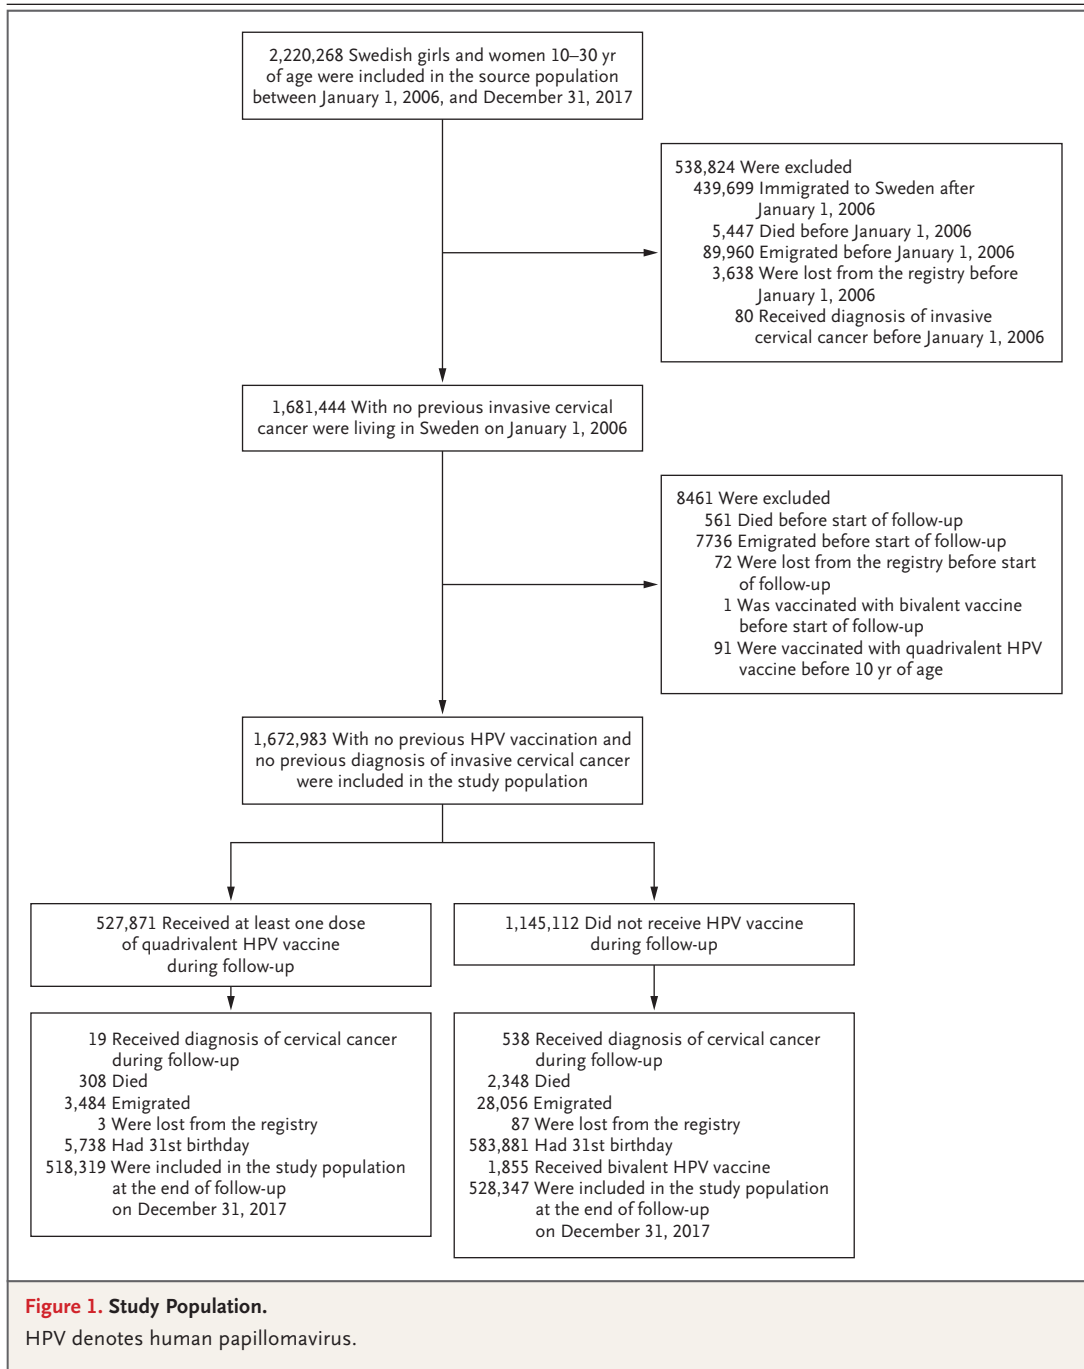 2,220,268 Swedish girls and women 10–30 yr
of age were included in the source population
between January 1, 2006, and December 31, 2017
538,824 Were excluded
439,699 Immigrated to Sweden after
January 1, 2006
5,447 Died before January 1, 2006
89,960 Emigrated before January 1, 2006
3,638 Were lost from the registry before
January 1, 2006
80 Received diagnosis of invasive
cervical cancer before January 1, 2006
1,681,444 With no previous invasive cervical
cancer were living in Sweden on January 1, 2006
8461 Were excluded
561 Died before start of follow-up
7736 Emigrated before start of follow-up
72 Were lost from the registry before start
of follow-up
1 Was vaccinated with bivalent vaccine
before start of follow-up
91 Were vaccinated with quadrivalent HPV
vaccine before 10 yr of age
1,672,983 With no previous HPV vaccination and
no previous diagnosis of invasive cervical cancer
were included in the study population
527,871 Received at least one dose
of quadrivalent HPV vaccine
during follow-up
1,145,112 Did not receive HPV vaccine
during follow-up
19 Received diagnosis of cervical cancer
during follow-up
308 Died
3,484 Emigrated
3 Were lost from the registry
5,738 Had 31st birthday
518,319 Were included in the study population
at the end of follow-up
on December 31, 2017
538 Received diagnosis of cervical cancer
during follow-up
2,348 Died
28,056 Emigrated
87 Were lost from the registry
583,881 Had 31st birthday
1,855 Received bivalent HPV vaccine
528,347 Were included in the study population
at the end of follow-up
on December 31, 2017
Figure 1. Study Population.
HPV denotes human papillomavirus.